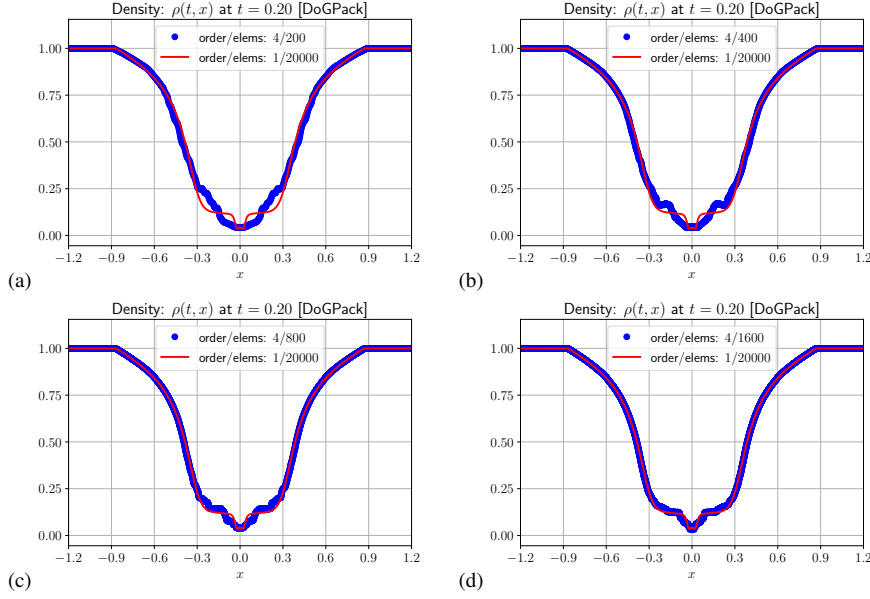 Density: ρ(t, x) at t = 0.20 [DoGPack]
order/elems: 4/200
order/elems: 1/20000
1.00
0.75
0.50
0.25
0.00
−1.2 −0.9 −0.6 −0.3 0.0 0.3 0.6 0.9 1.2
x
(a)
Density: ρ(t, x) at t = 0.20 [DoGPack]
order/elems: 4/400
order/elems: 1/20000
1.00
0.75
0.50
0.25
0.00
−1.2 −0.9 −0.6 −0.3 0.0 0.3 0.6 0.9 1.2
x
(b)
Density: ρ(t, x) at t = 0.20 [DoGPack]
order/elems: 4/800
order/elems: 1/20000
1.00
0.75
0.50
0.25
0.00
−1.2 −0.9 −0.6 −0.3 0.0 0.3 0.6 0.9 1.2
x
(c)
Density: ρ(t, x) at t = 0.20 [DoGPack]
order/elems: 4/1600
order/elems: 1/20000
1.00
0.75
0.50
0.25
0.00
−1.2 −0.9 −0.6 −0.3 0.0 0.3 0.6 0.9 1.2
x
(d)